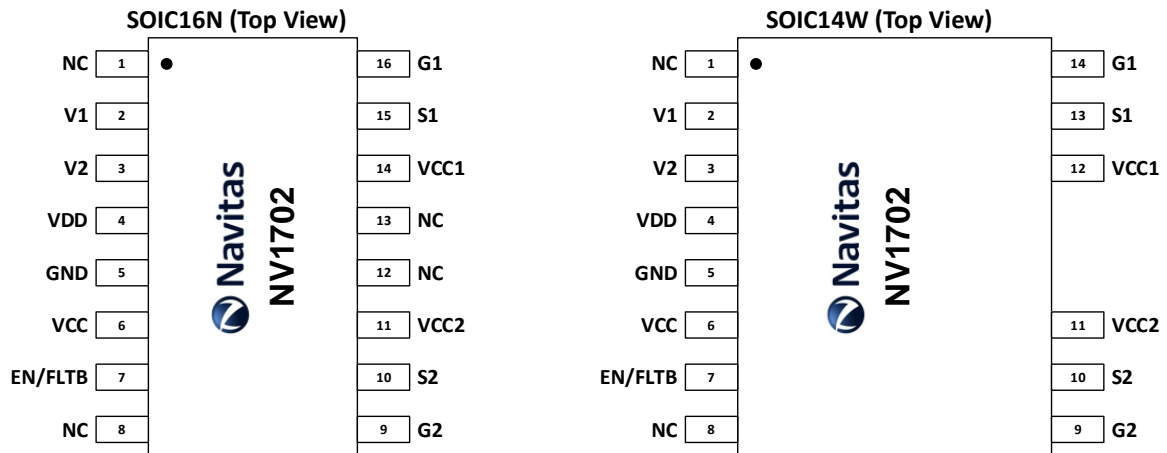 SOIC16N (Top View)
NC 1
V1 2
V2 3
VDD 4
GND 5
VCC 6
EN/FLTB 7
NC 8
16 G1
15 S1
14 VCC1
13 NC
12 NC
11 VCC2
10 S2
9 G2
Navitas
NV1702
SOIC14W (Top View)
NC 1
V1 2
V2 3
VDD 4
GND 5
VCC 6
EN/FLTB 7
NC 8
14 G1
13 S1
12 VCC1
11 VCC2
10 S2
9 G2
Navitas
NV1702